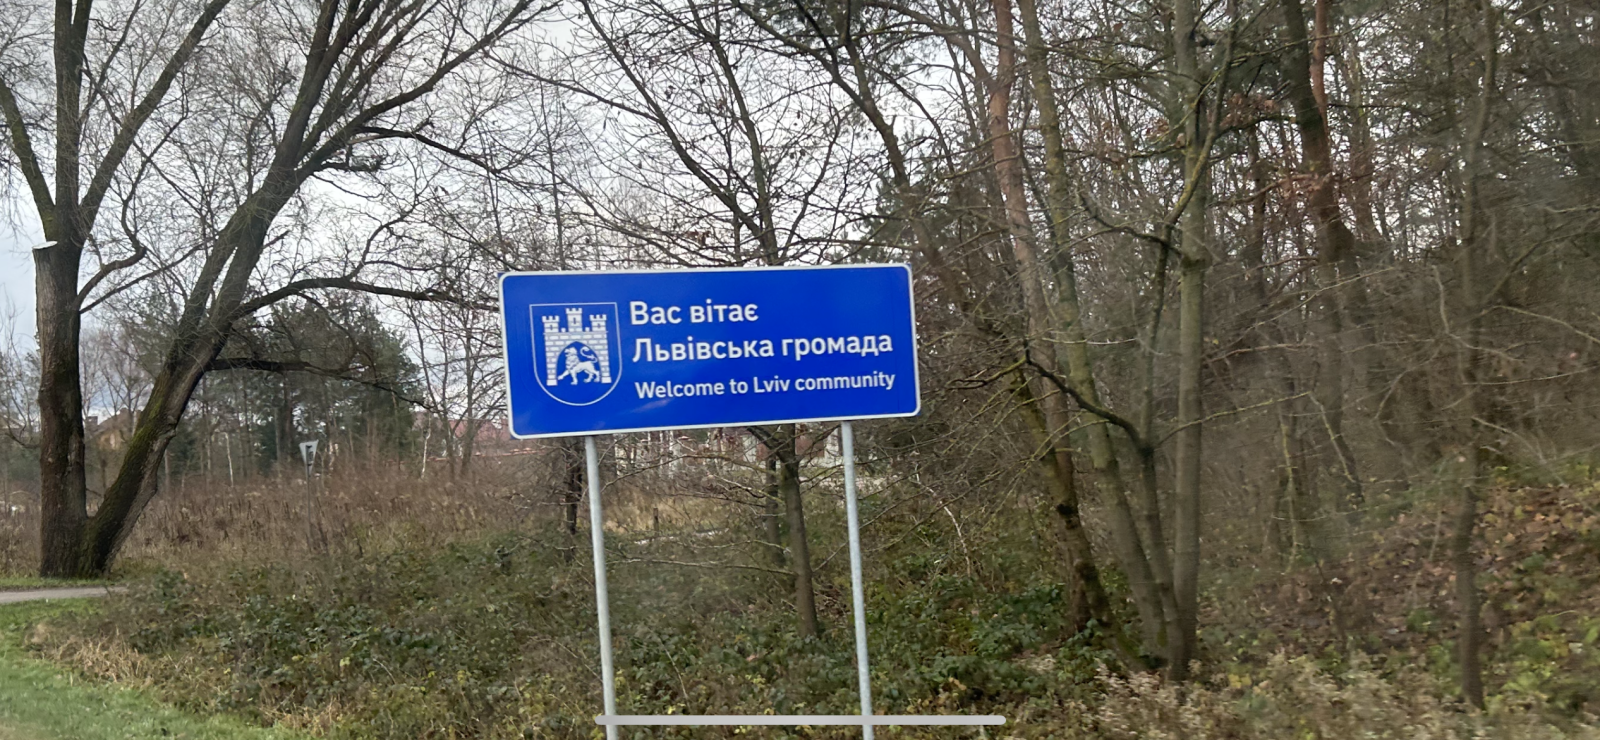 Вас вітає
Львівська громада
Welcome to Lviv community